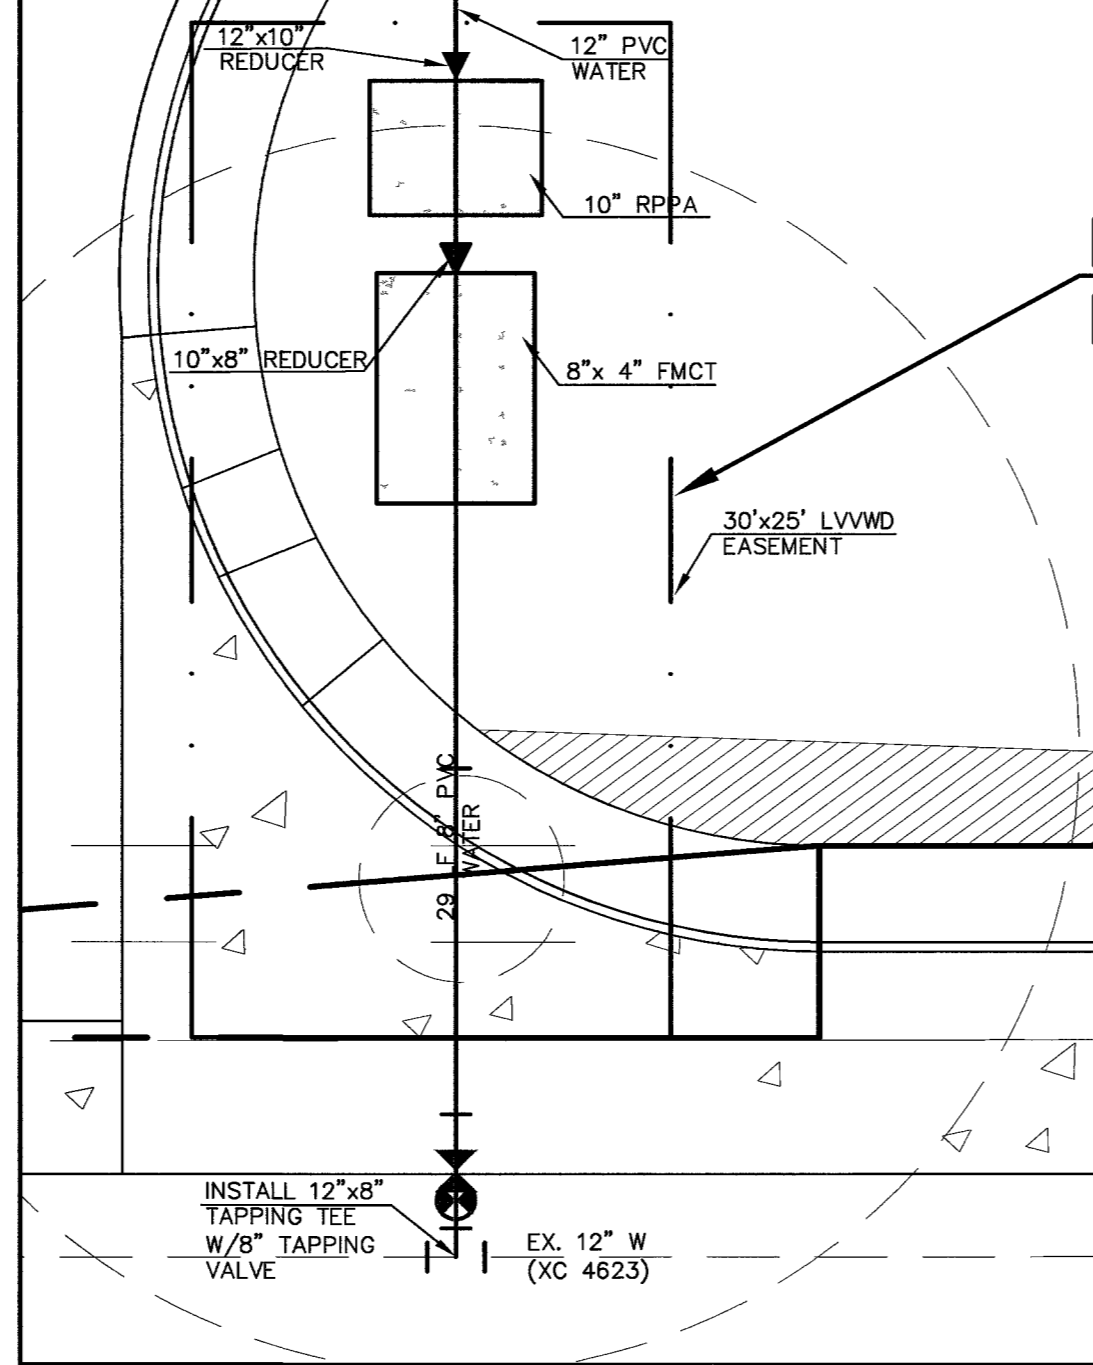 12"x10"
REDUCER
12" PVC
WATER
10" RPPA
10"x8" REDUCER
8"x 4" FMCT
30'x25' LVVWD
EASEMENT
29 LF 8" PVC
WATER
INSTALL 12"x8"
TAPPING TEE
W/8" TAPPING
VALVE
EX. 12" W
(XC 4623)